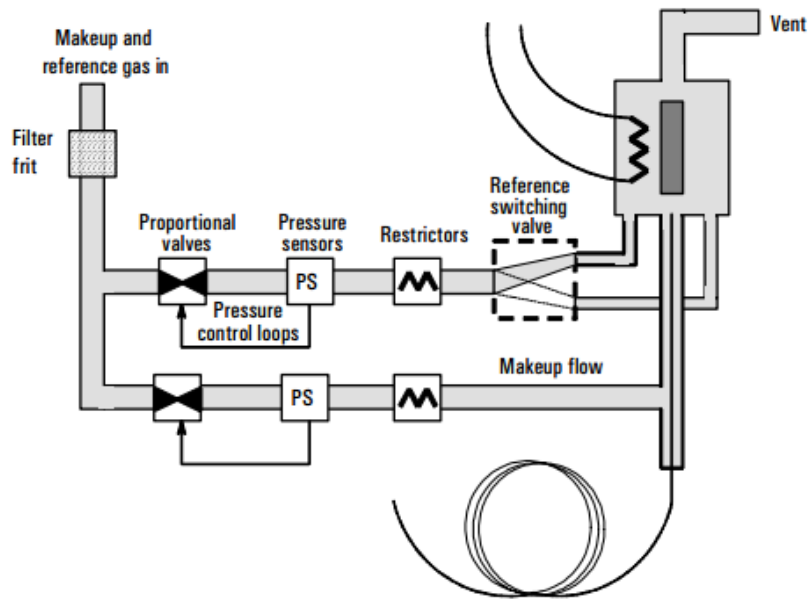 Makeup and
reference gas in
Vent
Filter
frit
Proportional
valves
Pressure
sensors
Restrictors
Reference
switching
valve
PS
Pressure
control loops
Makeup flow
PS